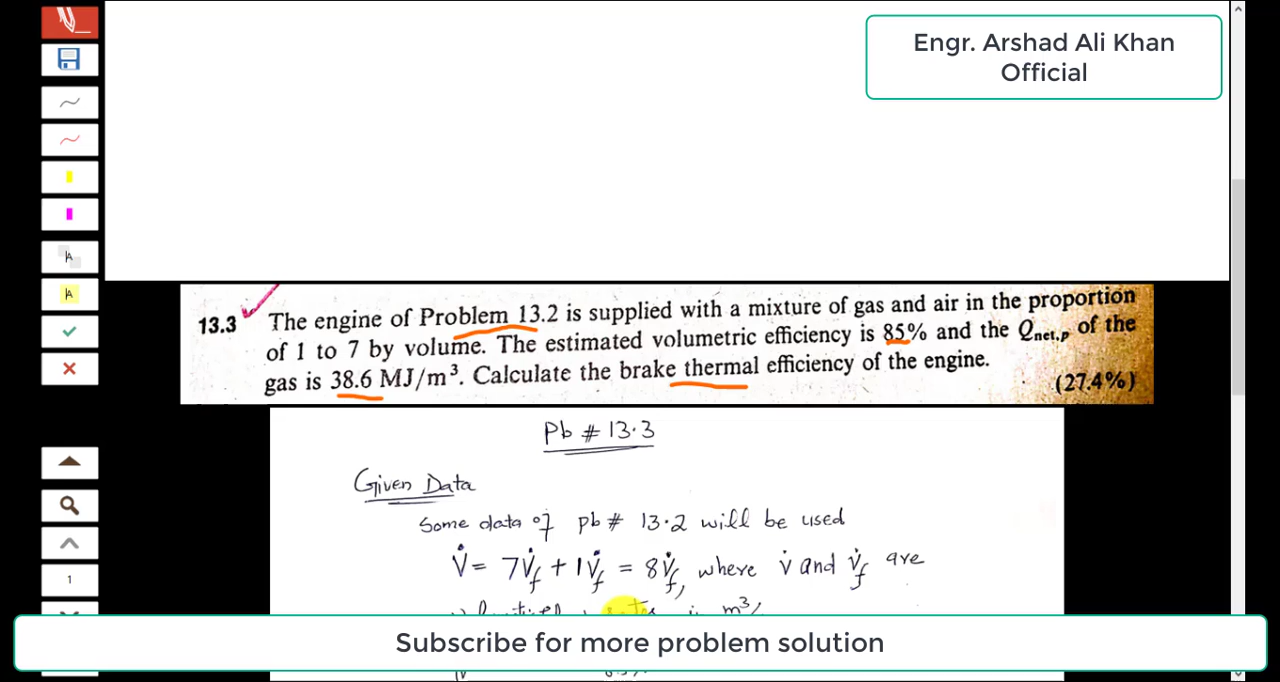 Engr. Arshad Ali Khan
Official
13.3 The engine of Problem 13.2 is supplied with a mixture of gas and air in the proportion
of 1 to 7 by volume. The estimated volumetric efficiency is 85% and the Qnet,p of the
gas is 38.6 MJ/m³. Calculate the brake thermal efficiency of the engine.
(27.4%)
Pb # 13.3
Given Data
Some data of pb # 13.2 will be used
V̇ = 7V̇f + 1V̇f = 8V̇f, where V̇ and V̇f are
m³/
1
Subscribe for more problem solution